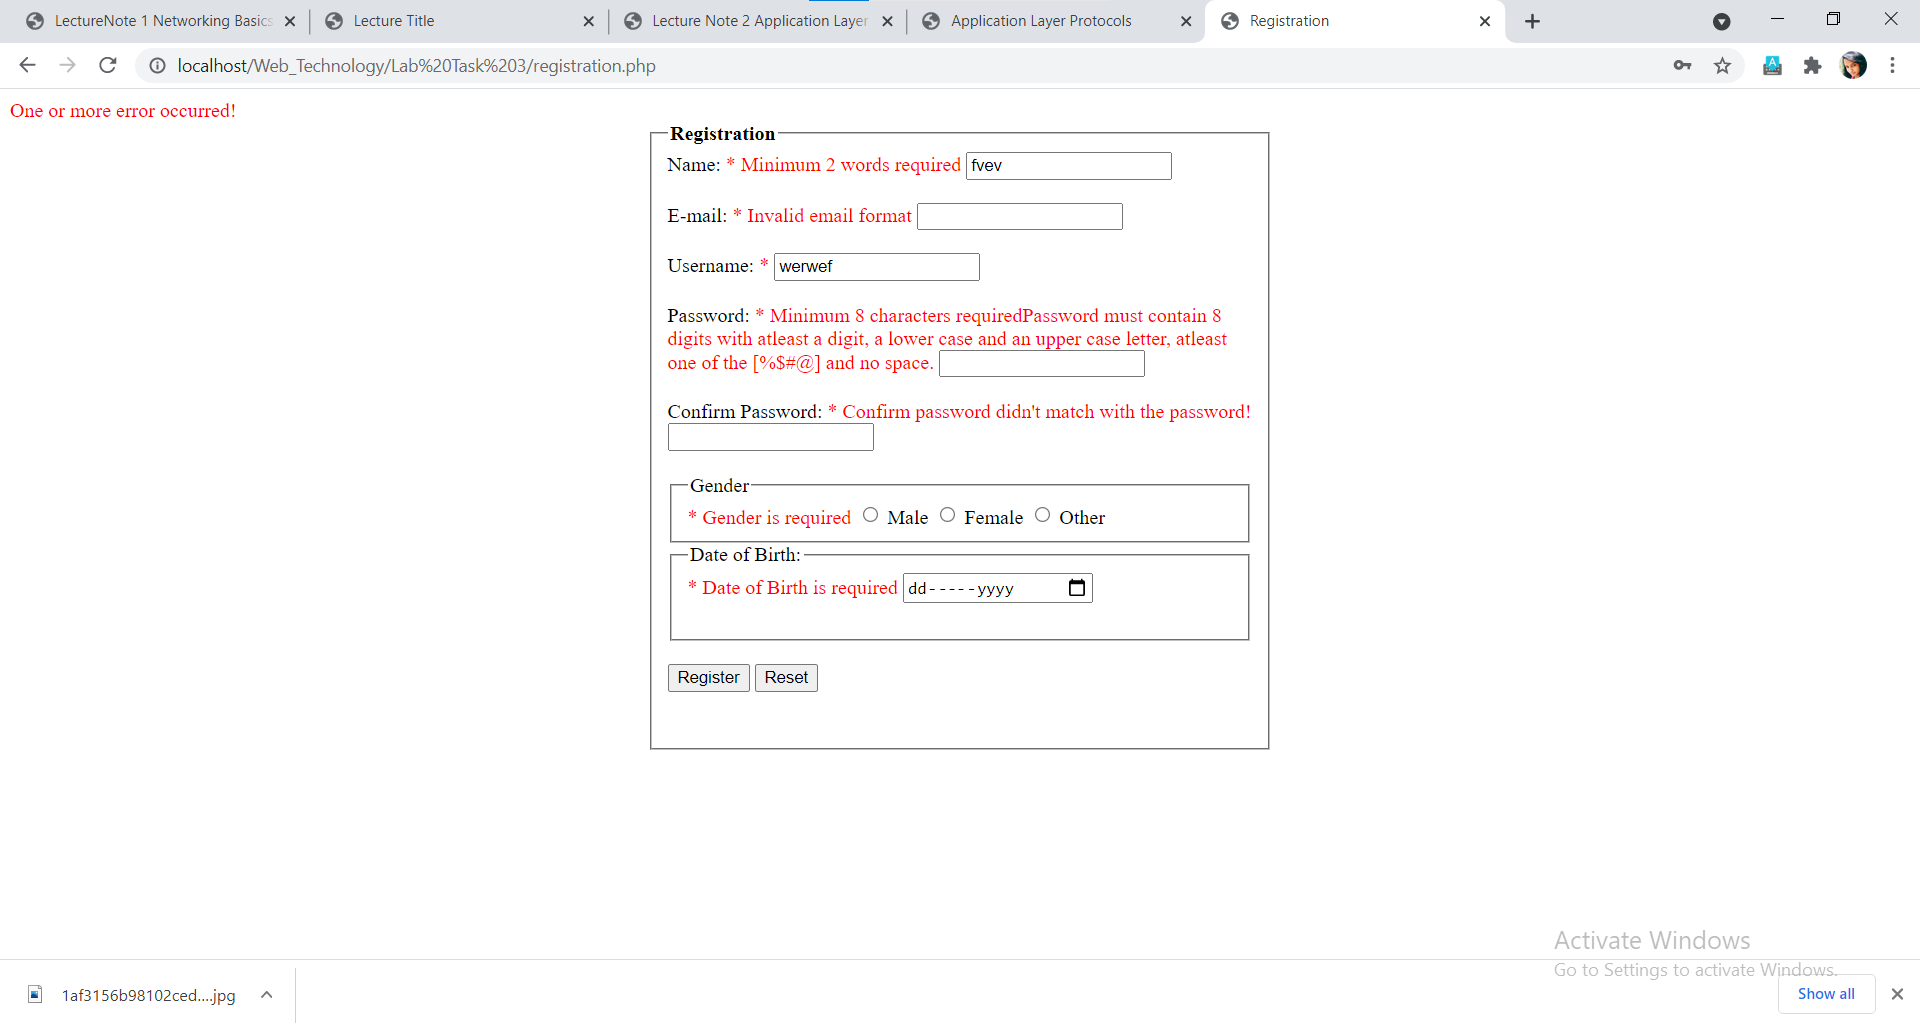 LectureNote 1 Networking Basics
Lecture Title
Lecture Note 2 Application Layer
Application Layer Protocols
Registration
localhost/Web_Technology/Lab%20Task%203/registration.php
One or more error occurred!
Registration
Name: * Minimum 2 words required fvev
E-mail: * Invalid email format
Username: * werwef
Password: * Minimum 8 characters requiredPassword must contain 8
digits with atleast a digit, a lower case and an upper case letter, atleast
one of the [%$#@] and no space.
Confirm Password: * Confirm password didn't match with the password!
Gender
* Gender is required Male Female Other
Date of Birth:
* Date of Birth is required dd-----yyyy
Register Reset
Activate Windows
Go to Settings to activate Windows.
1af3156b98102ced....jpg
Show all